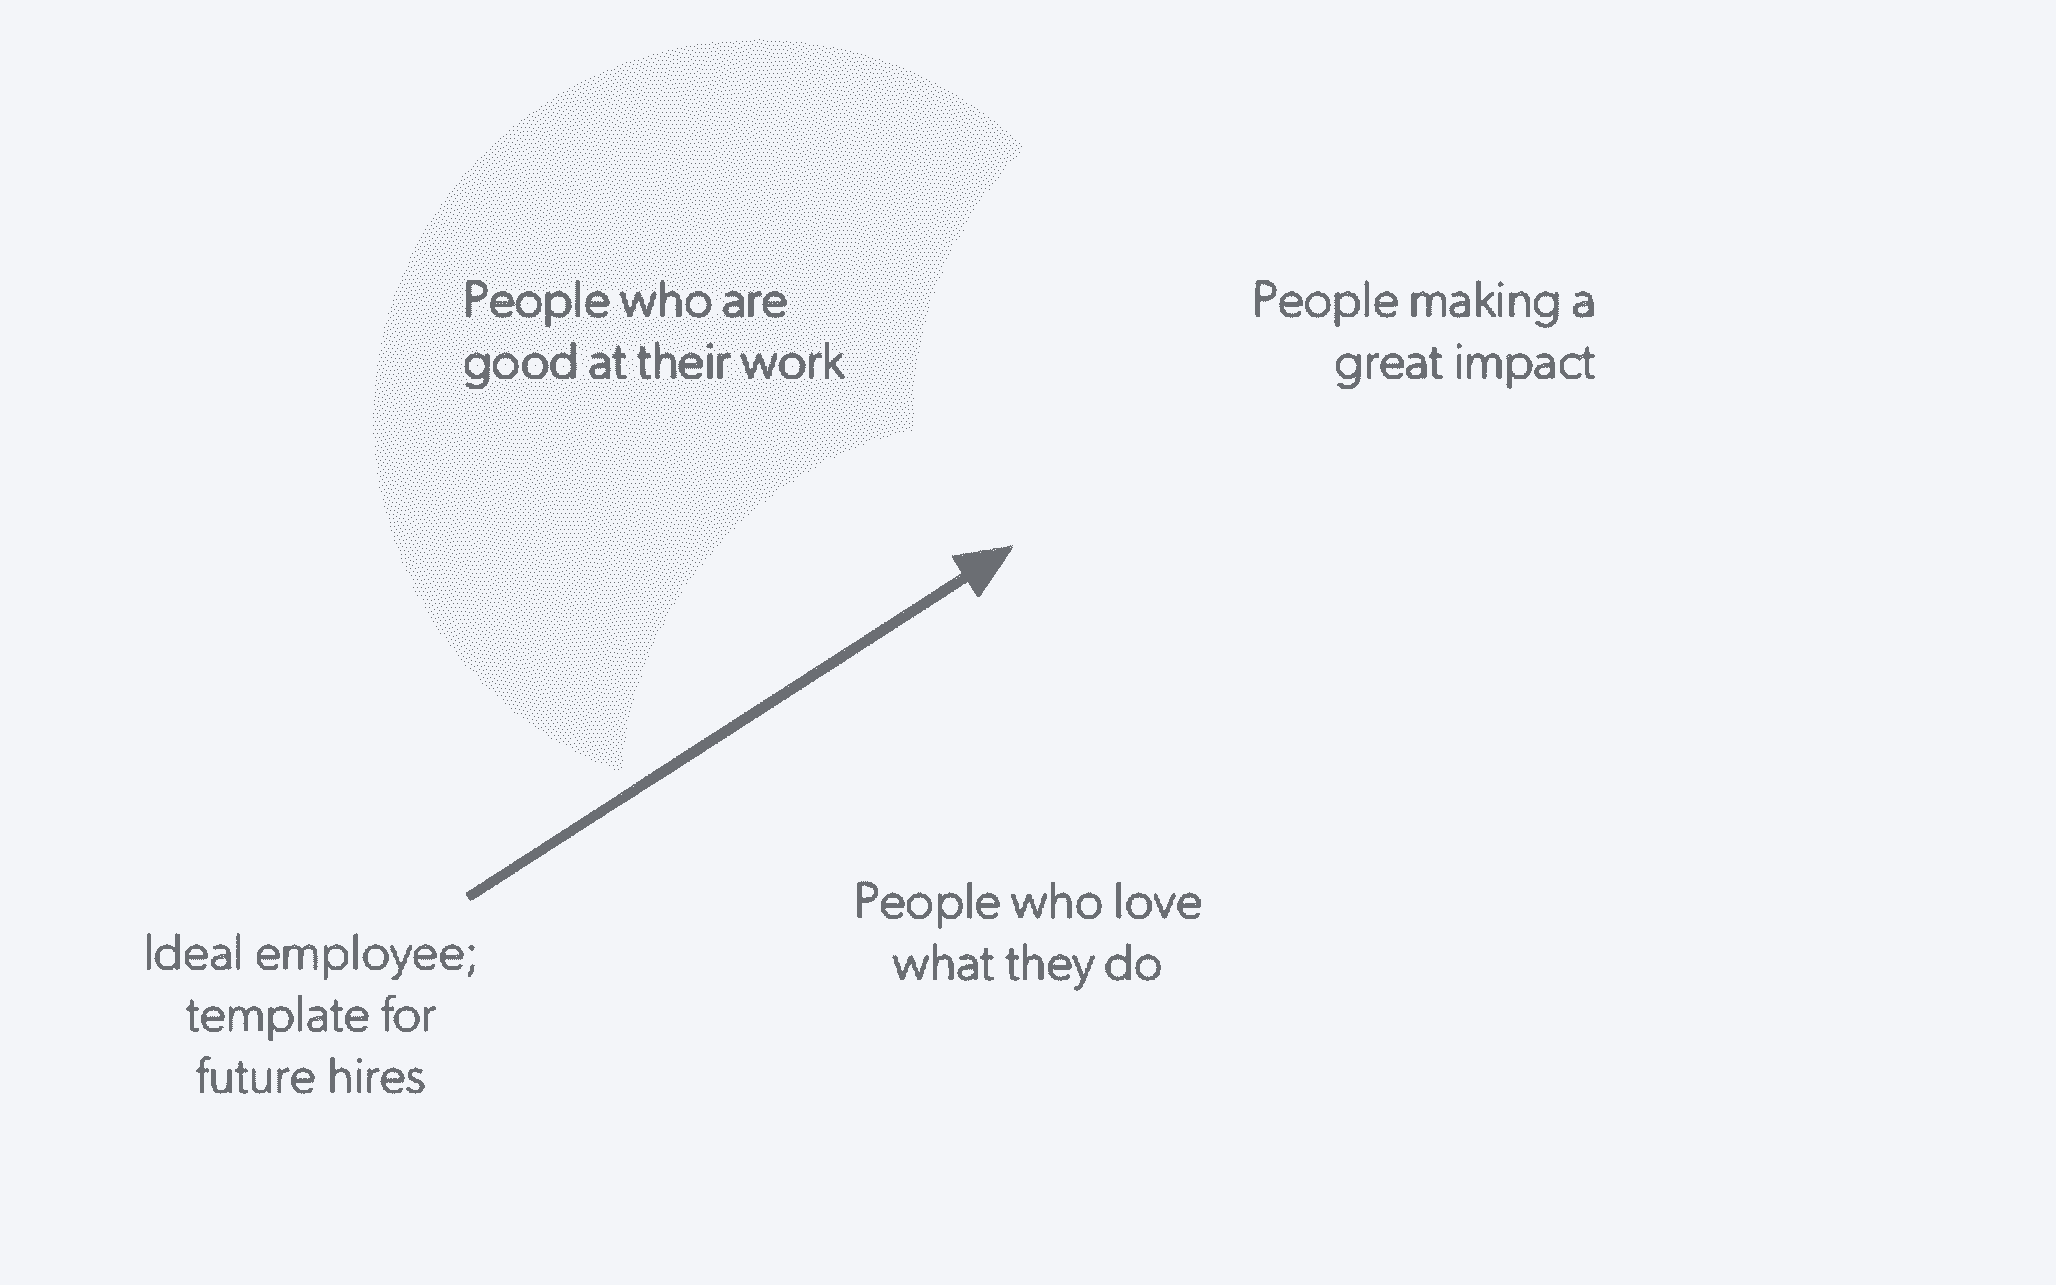 People who are
good at their work
People making a
great impact
People who love
what they do
Ideal employee;
template for
future hires